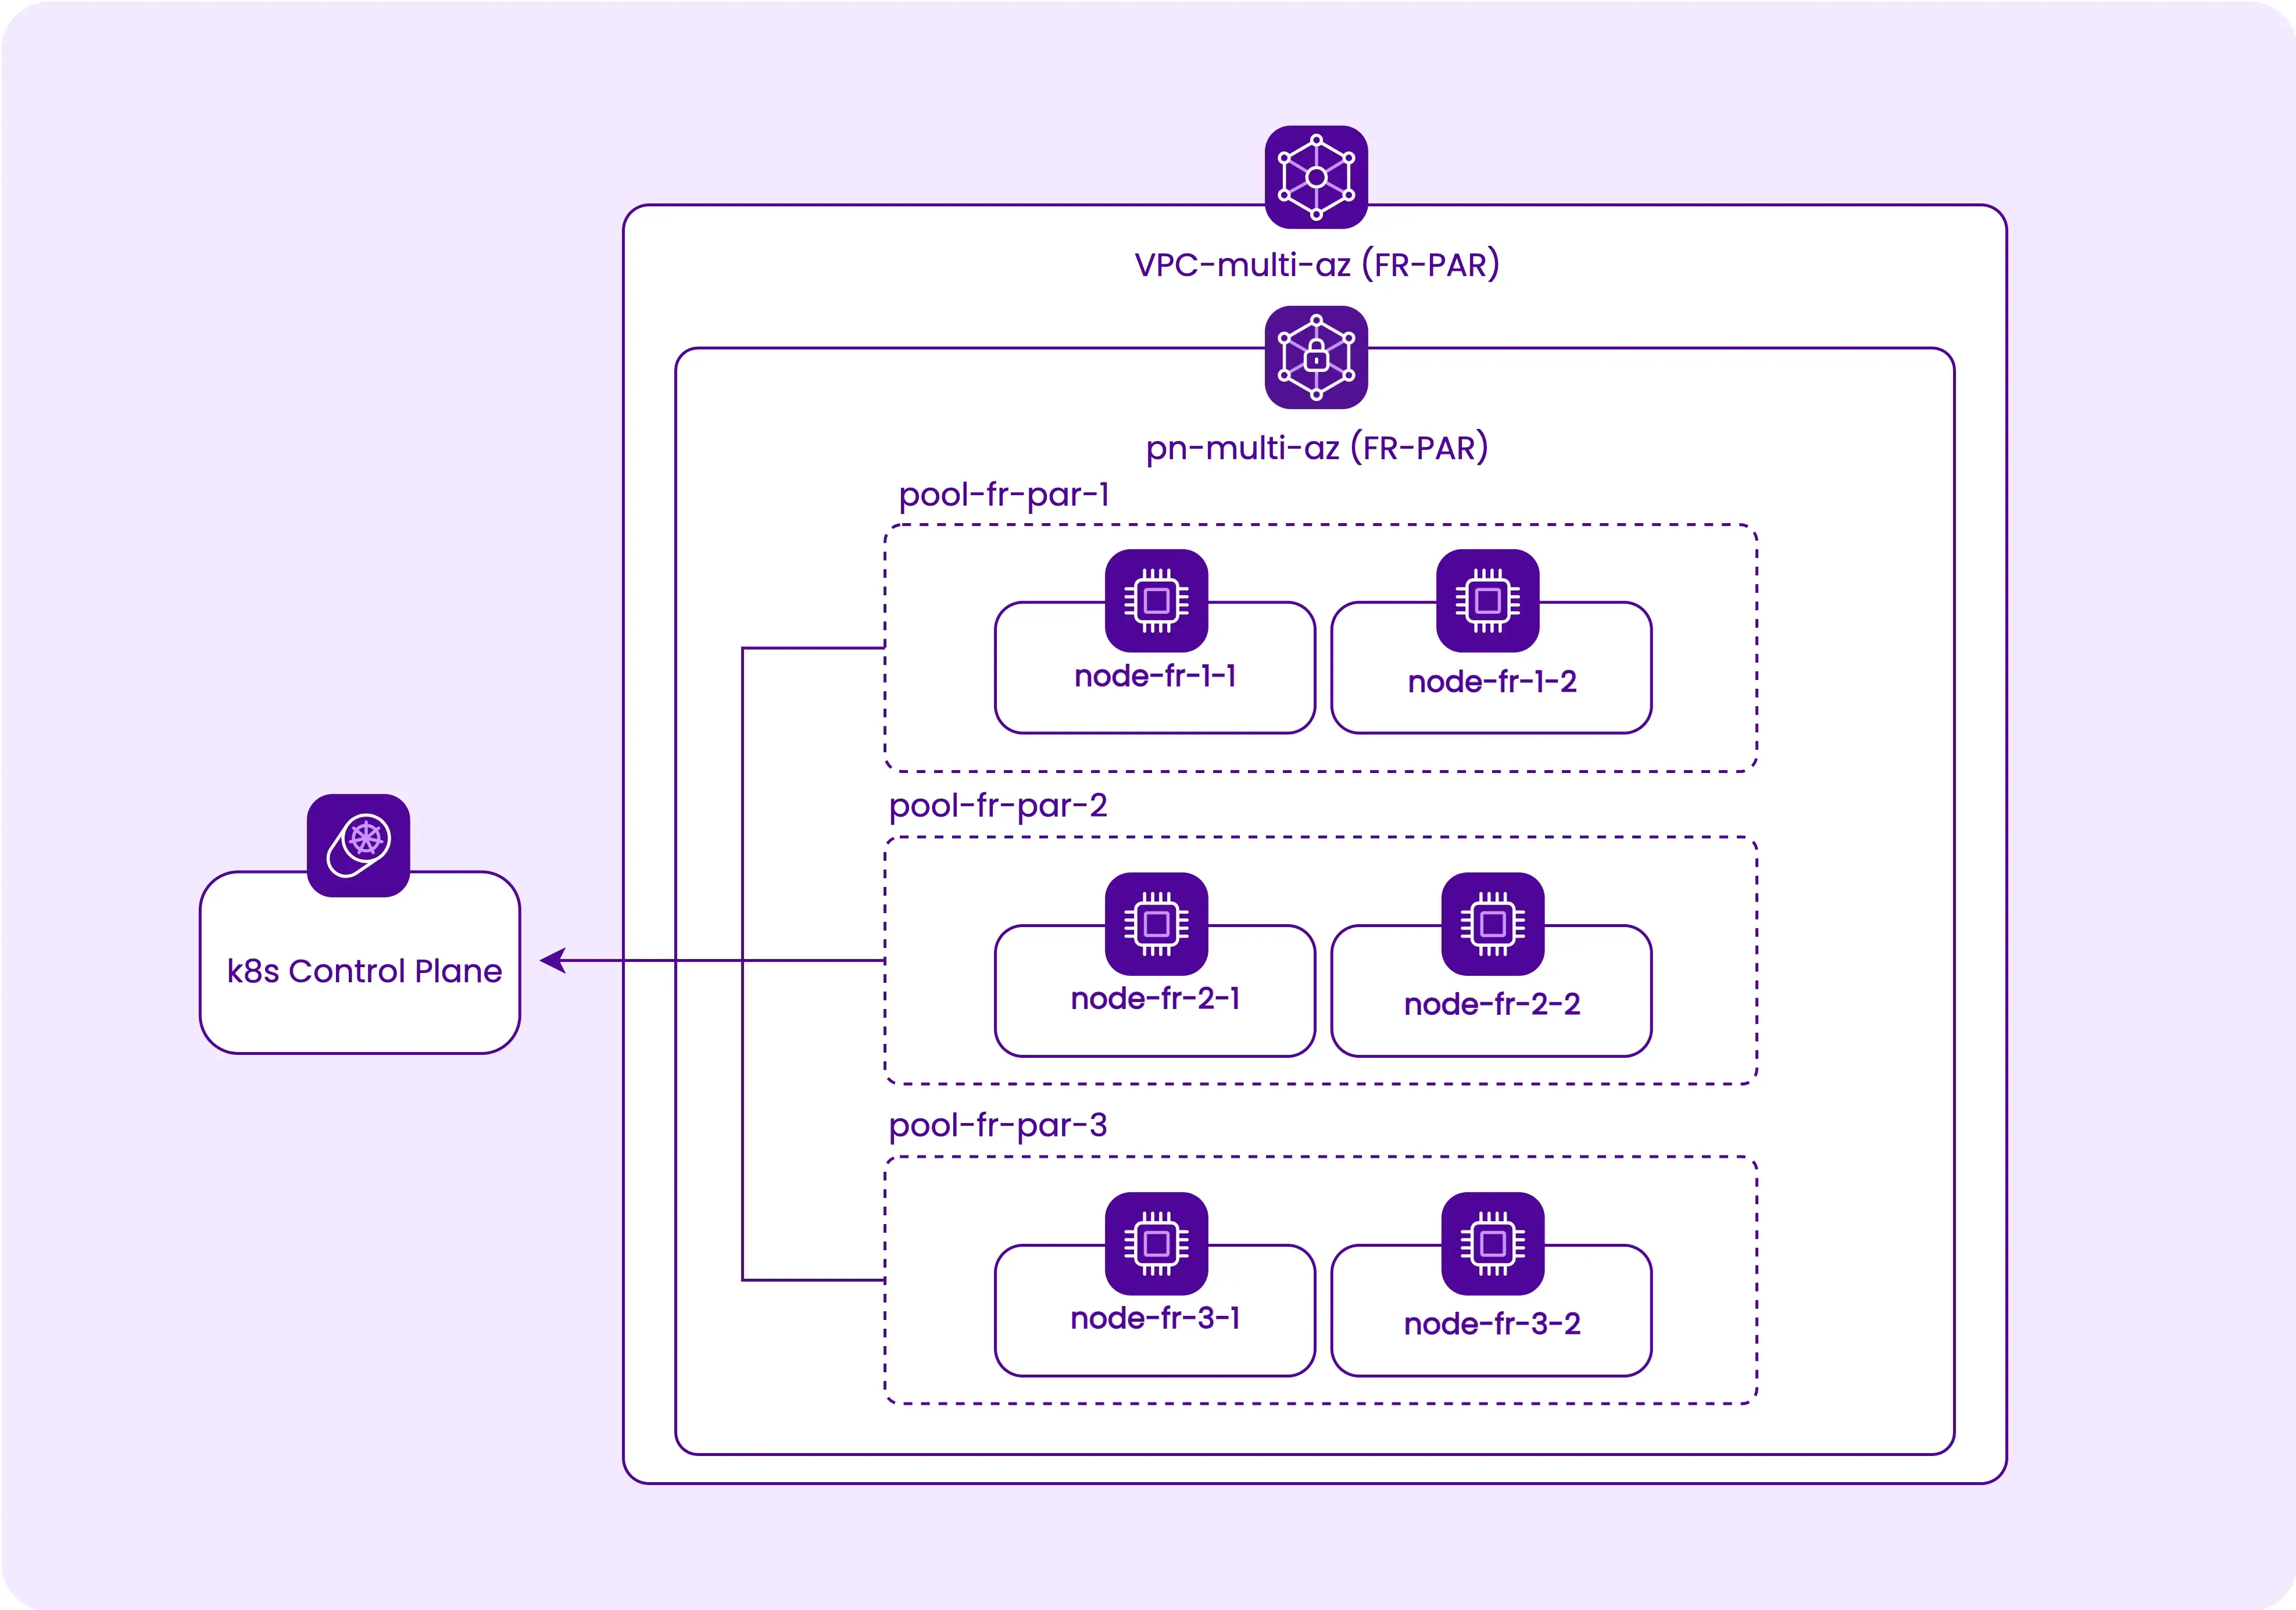 VPC-multi-az (FR-PAR)
pn-multi-az (FR-PAR)
pool-fr-par-1
node-fr-1-1
node-fr-1-2
pool-fr-par-2
node-fr-2-1
node-fr-2-2
k8s Control Plane
pool-fr-par-3
node-fr-3-1
node-fr-3-2